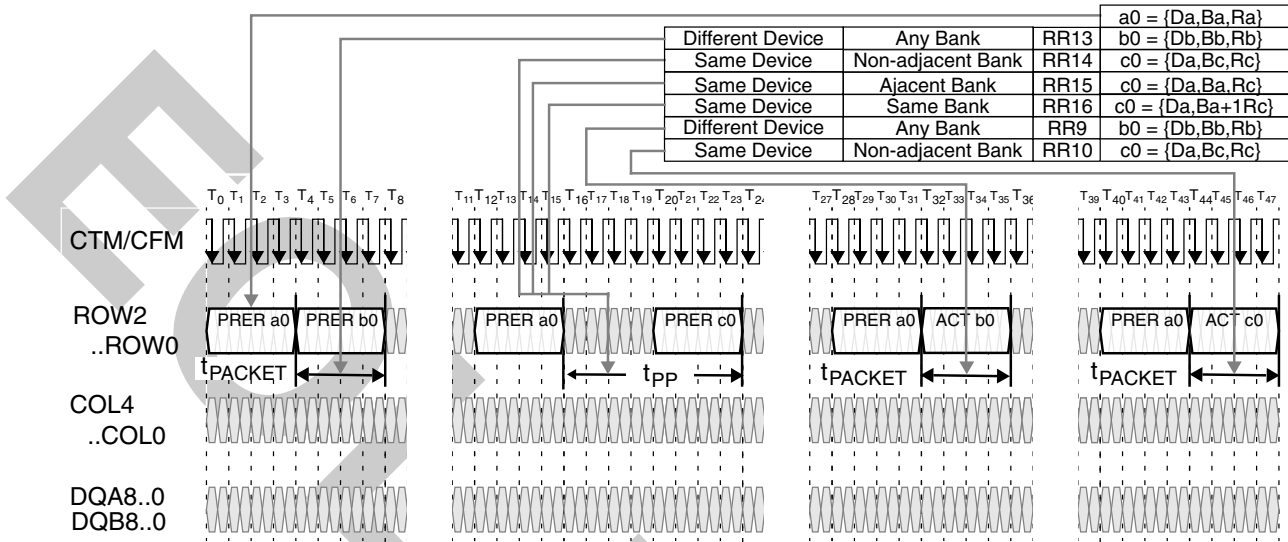 a0 = {Da,Ba,Ra}
Different Device Any Bank RR13 b0 = {Db,Bb,Rb}
Same Device Non-adjacent Bank RR14 c0 = {Da,Bc,Rc}
Same Device Ajacent Bank RR15 c0 = {Da,Ba,Rc}
Same Device Same Bank RR16 c0 = {Da,Ba+1Rc}
Different Device Any Bank RR9 b0 = {Db,Bb,Rb}
Same Device Non-adjacent Bank RR10 c0 = {Da,Bc,Rc}
T0 T1 T2 T3 T4 T5 T6 T7 T8 T11 T12 T13 T14 T15 T16 T17 T18 T19 T20 T21 T22 T23 T24 T27 T28 T29 T30 T31 T32 T33 T34 T35 T36 T39 T40 T41 T42 T43 T44 T45 T46 T47
CTM/CFM
ROW2
..ROW0
PRER a0 PRER b0 PRER a0 PRER c0 PRER a0 ACT b0 PRER a0 ACT c0
tPACKET tPP tPACKET tPACKET
COL4
..COL0
DQA8..0
DQB8..0